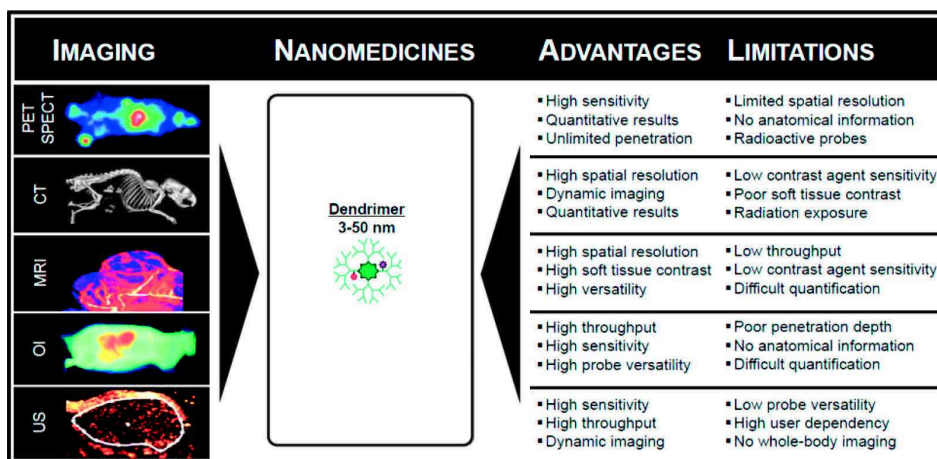 IMAGING
NANOMEDICINES
ADVANTAGES
LIMITATIONS
PET
SPECT
▪ High sensitivity
▪ Quantitative results
▪ Unlimited penetration
▪ Limited spatial resolution
▪ No anatomical information
▪ Radioactive probes
CT
▪ High spatial resolution
▪ Dynamic imaging
▪ Quantitative results
▪ Low contrast agent sensitivity
▪ Poor soft tissue contrast
▪ Radiation exposure
Dendrimer
3-50 nm
MRI
▪ High spatial resolution
▪ High soft tissue contrast
▪ High versatility
▪ Low throughput
▪ Low contrast agent sensitivity
▪ Difficult quantification
OI
▪ High throughput
▪ High sensitivity
▪ High probe versatility
▪ Poor penetration depth
▪ No anatomical information
▪ Difficult quantification
US
▪ High sensitivity
▪ High throughput
▪ Dynamic imaging
▪ Low probe versatility
▪ High user dependency
▪ No whole-body imaging